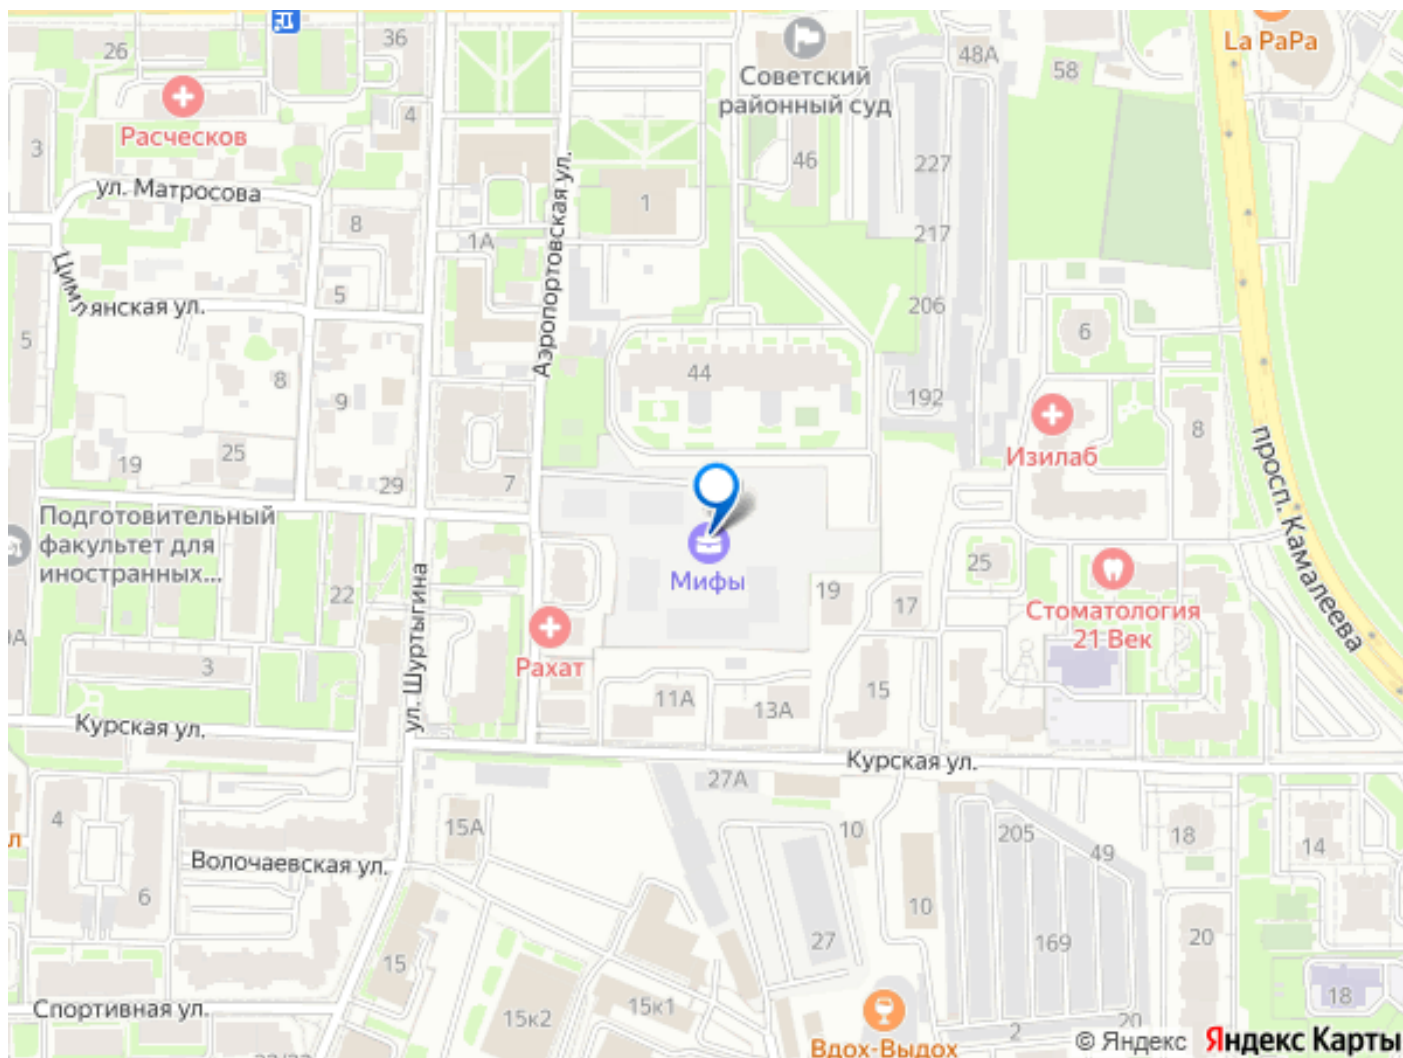 26
36
48А
58
La PaPa
Советский
районный суд
Расческов
4
3
46
227
ул. Матросова
Аэропортовская ул.
1
8
1А
217
Цимлянская ул.
5
206
6
5
44
8
9
192
8
Изилаб
просп. Камалеева
19
25
29
7
Подготовительный
факультет для
иностранных...
Мифы
25
22
ул. Шуртыгина
19
17
Стоматология
21 Век
Рахат
3
11А
13А
15
Курская ул.
Курская ул.
27А
4
15А
10
205
49
18
14
л
Волочаевская ул.
6
10
27
169
20
15
Спортивная ул.
15к2
15к1
18
2
20
Вдох-Выдох
© Яндекс Яндекс Карты